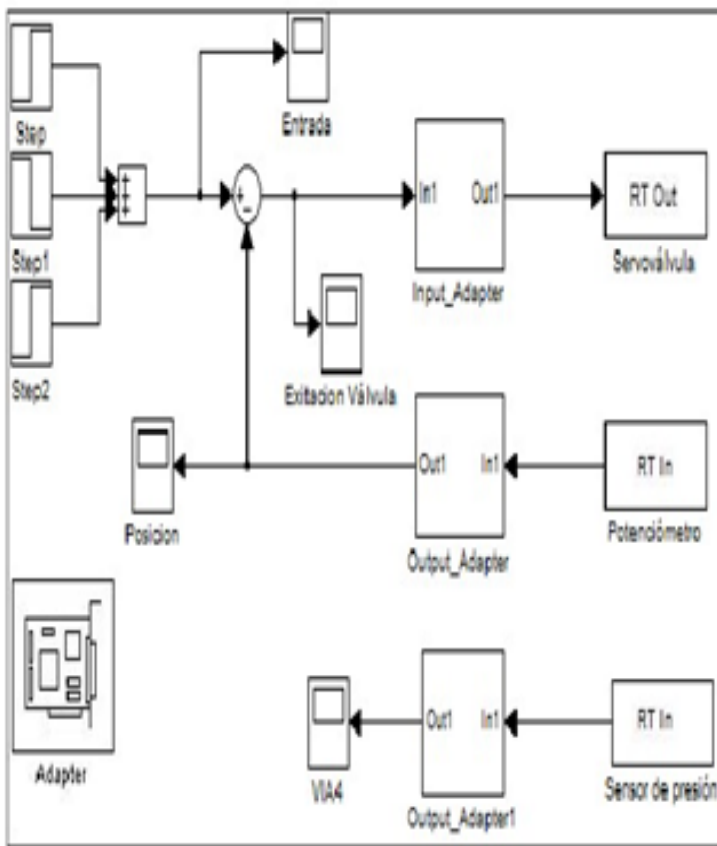 Step
Entrada
In1 Out1
RT Out
Step1
Input_Adapter
Servoválvula
Step2
Exitacion Válvula
Out1 In1
RT In
Posicion
Output_Adapter
Potenciómetro
Out1 In1
RT In
Adapter
VIA4
Output_Adapter1
Sensor de presión